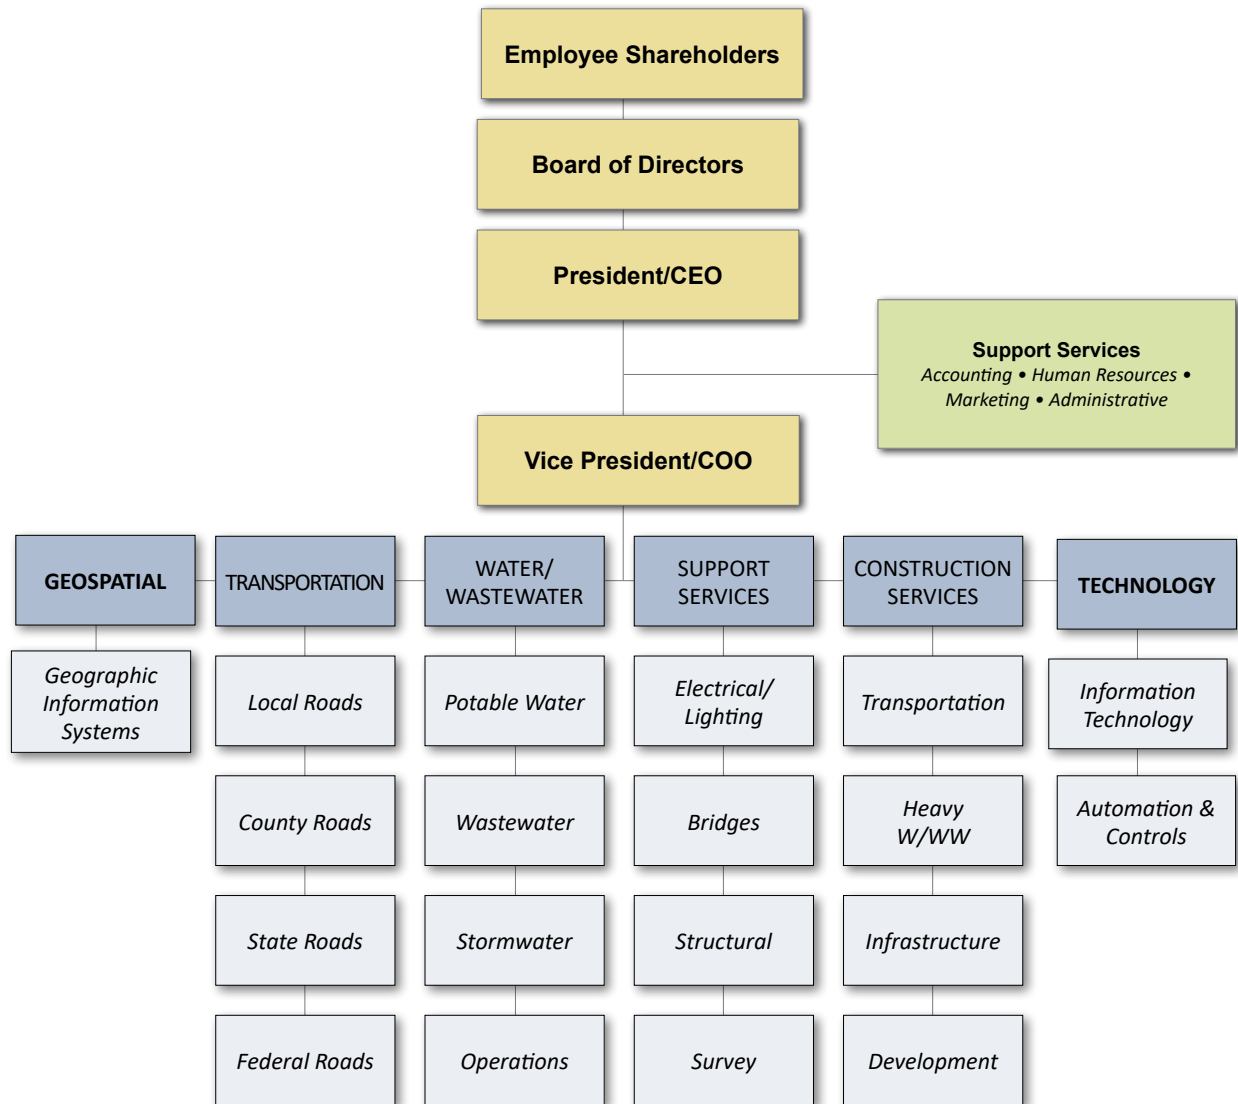 Employee Shareholders
Board of Directors
President/CEO
Support Services
Accounting • Human Resources •
Marketing • Administrative
Vice President/COO
GEOSPATIAL
TRANSPORTATION
WATER/
WASTEWATER
SUPPORT
SERVICES
CONSTRUCTION
SERVICES
TECHNOLOGY
Geographic
Information
Systems
Local Roads
Potable Water
Electrical/
Lighting
Transportation
Information
Technology
County Roads
Wastewater
Bridges
Heavy
W/WW
Automation &
Controls
State Roads
Stormwater
Structural
Infrastructure
Federal Roads
Operations
Survey
Development